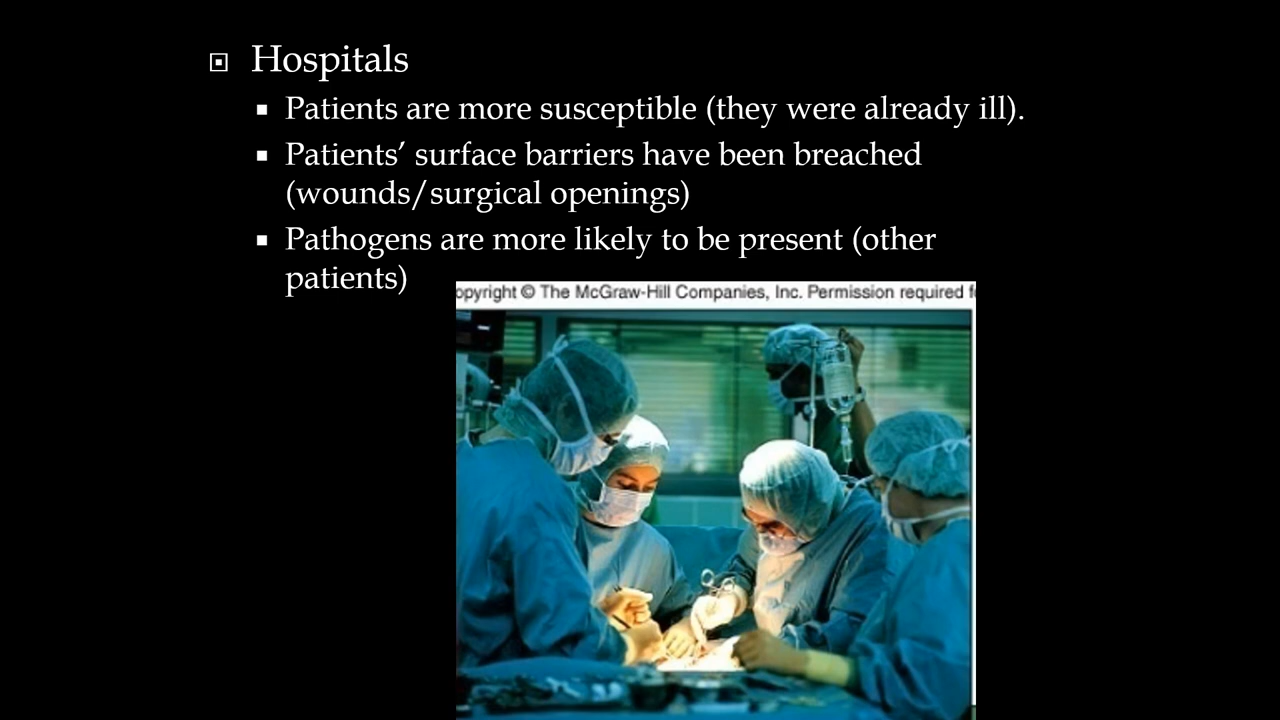 Hospitals
Patients are more susceptible (they were already ill).
Patients’ surface barriers have been breached
(wounds/surgical openings)
Pathogens are more likely to be present (other
patients)
opyright © The McGraw-Hill Companies, Inc. Permission required f